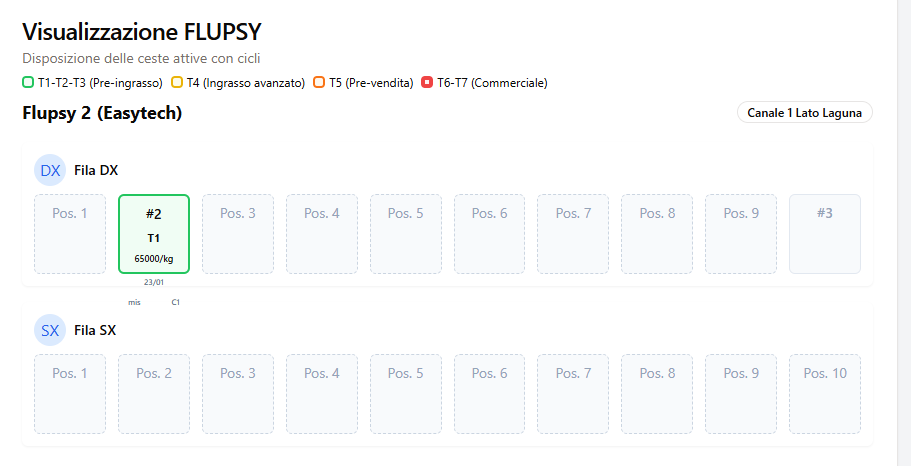 Visualizzazione FLUPSY
Disposizione delle ceste attive con cicli
T1-T2-T3 (Pre-ingrasso) T4 (Ingrasso avanzato) T5 (Pre-vendita) T6-T7 (Commerciale)
Flupsy 2 (Easytech) Canale 1 Lato Laguna
DX Fila DX
Pos. 1 #2 Pos. 3 Pos. 4 Pos. 5 Pos. 6 Pos. 7 Pos. 8 Pos. 9 #3
T1
65000/kg
23/01
mis C1
SX Fila SX
Pos. 1 Pos. 2 Pos. 3 Pos. 4 Pos. 5 Pos. 6 Pos. 7 Pos. 8 Pos. 9 Pos. 10